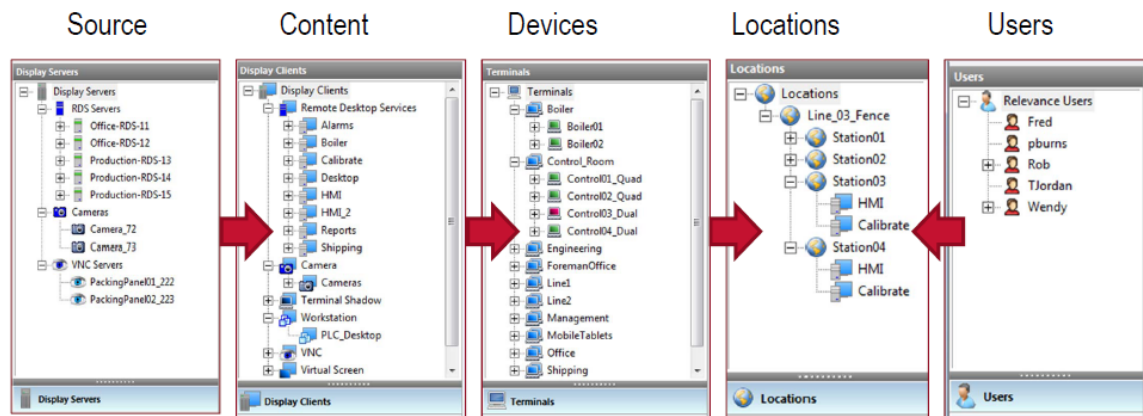 Source
Content
Devices
Locations
Users
Display Servers
Display Servers
RDS Servers
Office-RDS-11
Office-RDS-12
Production-RDS-13
Production-RDS-14
Production-RDS-15
Cameras
Camera_72
Camera_73
VNC Servers
PackingPanel01_222
PackingPanel02_223
Display Servers
Display Clients
Display Clients
Remote Desktop Services
Alarms
Boiler
Calibrate
Desktop
HMI
HMI_2
Reports
Shipping
Camera
Cameras
Terminal Shadow
Workstation
PLC_Desktop
VNC
Virtual Screen
Display Clients
Terminals
Terminals
Boiler
Boiler01
Boiler02
Control_Room
Control01_Quad
Control02_Quad
Control03_Dual
Control04_Dual
Engineering
ForemanOffice
Line1
Line2
Management
MobileTablets
Office
Shipping
Terminals
Locations
Locations
Line_03_Fence
Station01
Station02
Station03
HMI
Calibrate
Station04
HMI
Calibrate
Locations
Users
Relevance Users
Fred
pburns
Rob
TJordan
Wendy
Users